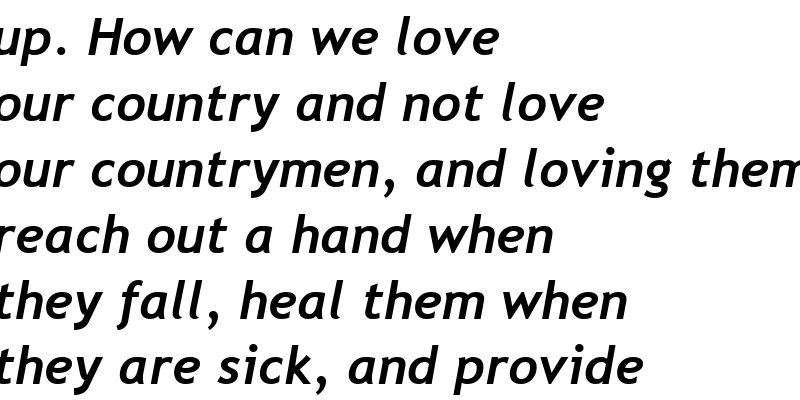 up. How can we love
our country and not love
our countrymen, and loving them
reach out a hand when
they fall, heal them when
they are sick, and provide